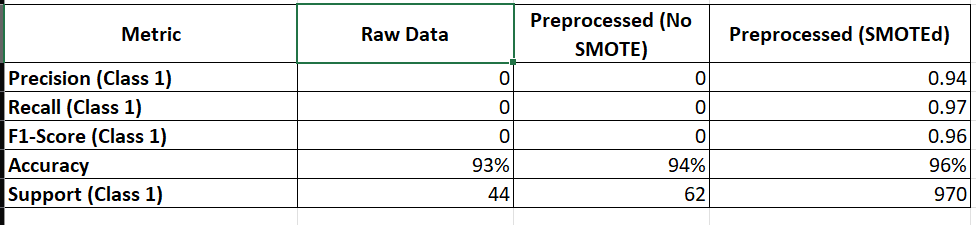 Metric Raw Data Preprocessed (No SMOTE) Preprocessed (SMOTEd)
Precision (Class 1) 0 0 0.94
Recall (Class 1) 0 0 0.97
F1-Score (Class 1) 0 0 0.96
Accuracy 93% 94% 96%
Support (Class 1) 44 62 970